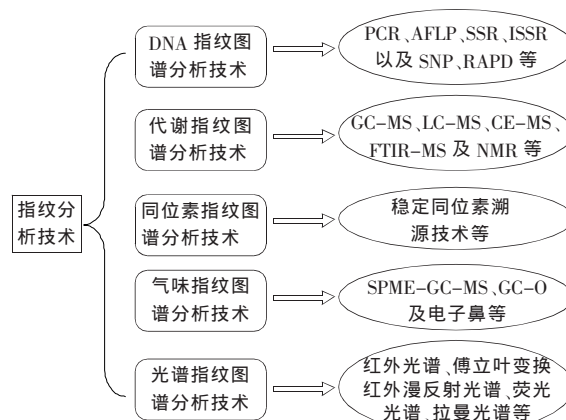 DNA 指纹图
谱分析技术
PCR、AFLP、SSR、ISSR
以及 SNP、RAPD 等
代谢指纹图
谱分析技术
GC-MS、LC-MS、CE-MS、
FTIR-MS 及 NMR 等
指纹分
析技术
同位素指纹图
谱分析技术
稳定同位素溯
源技术等
气味指纹图
谱分析技术
SPME-GC-MS、GC-O
及电子鼻等
光谱指纹图
谱分析技术
红外光谱、傅立叶变换
红外漫反射光谱、荧光
光谱、拉曼光谱等